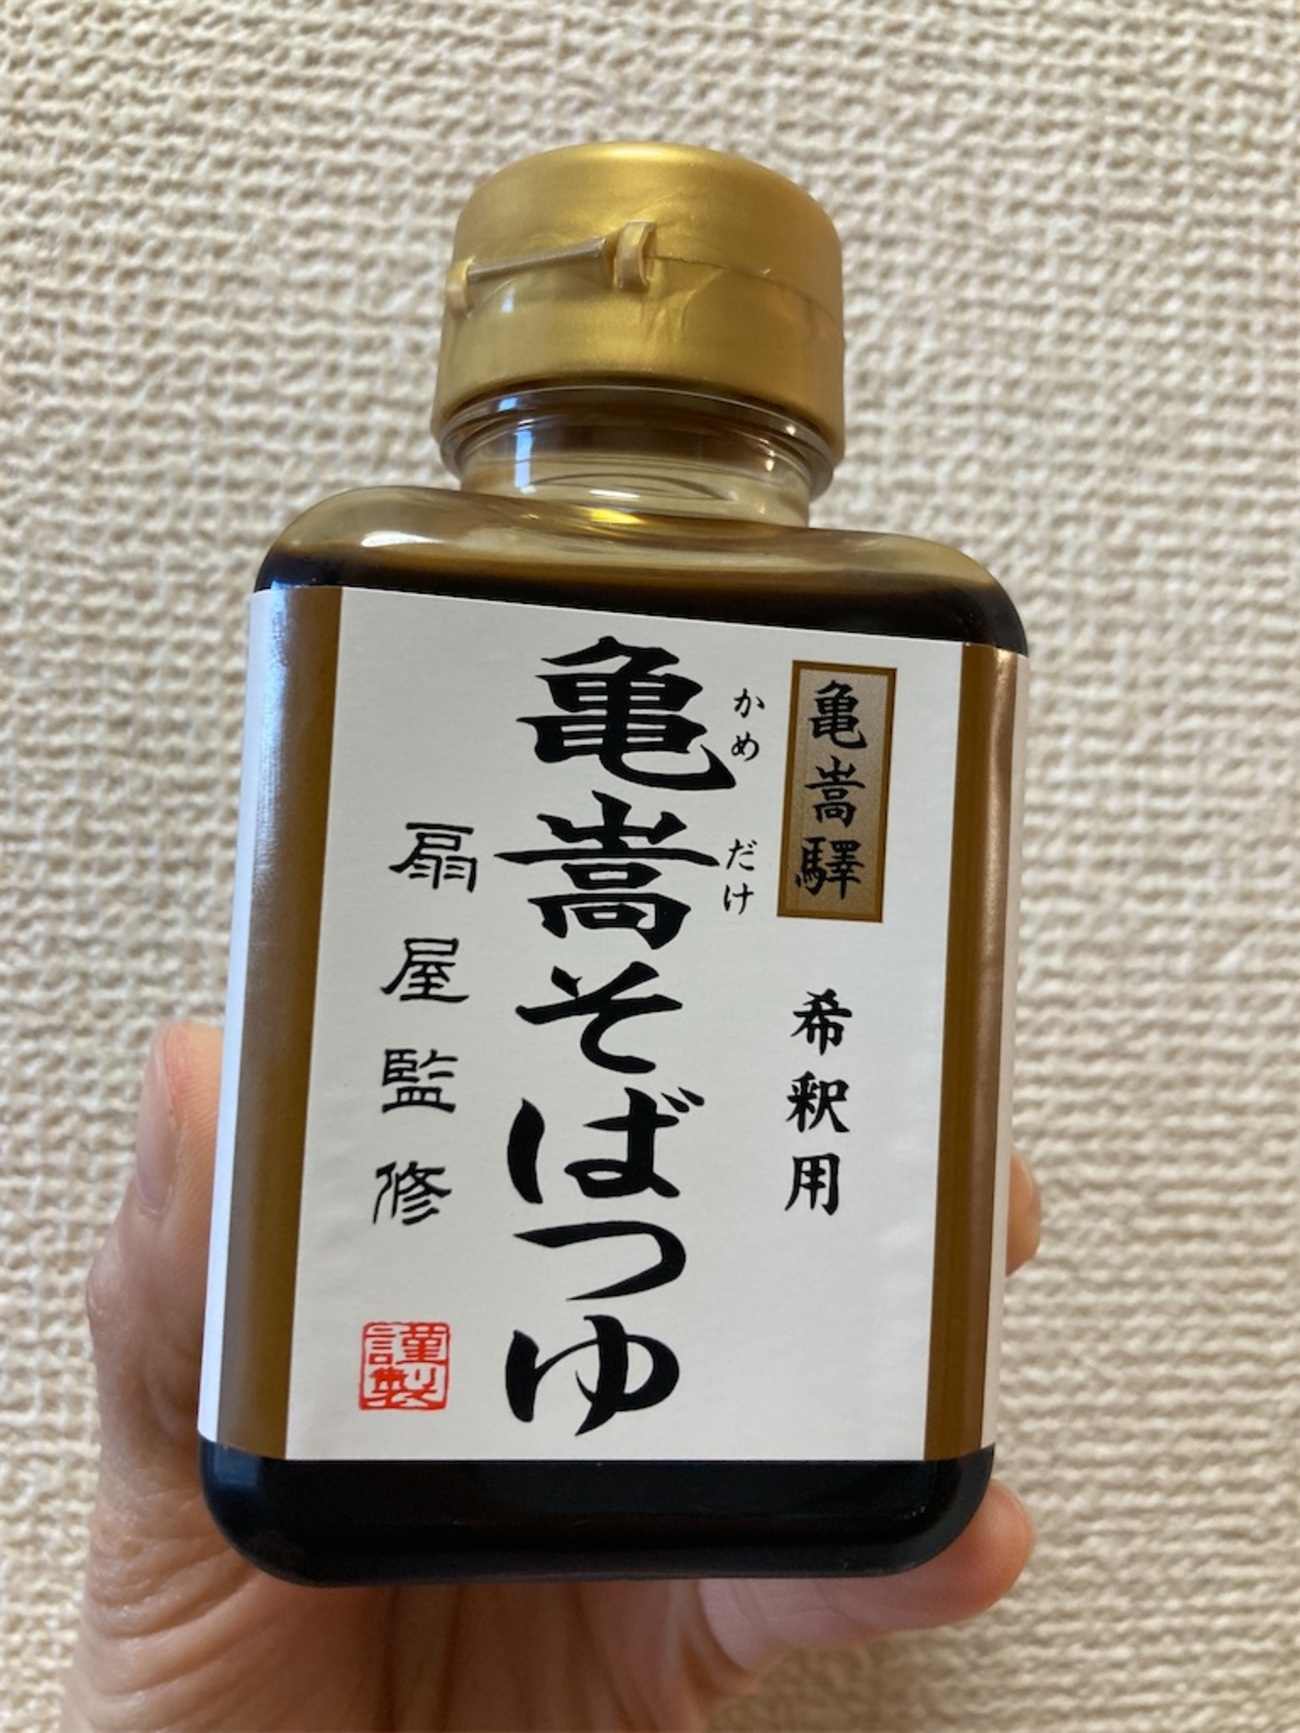 亀嵩驛
希釈用
かめだけ
亀嵩そばつゆ
扇屋監修
謹製